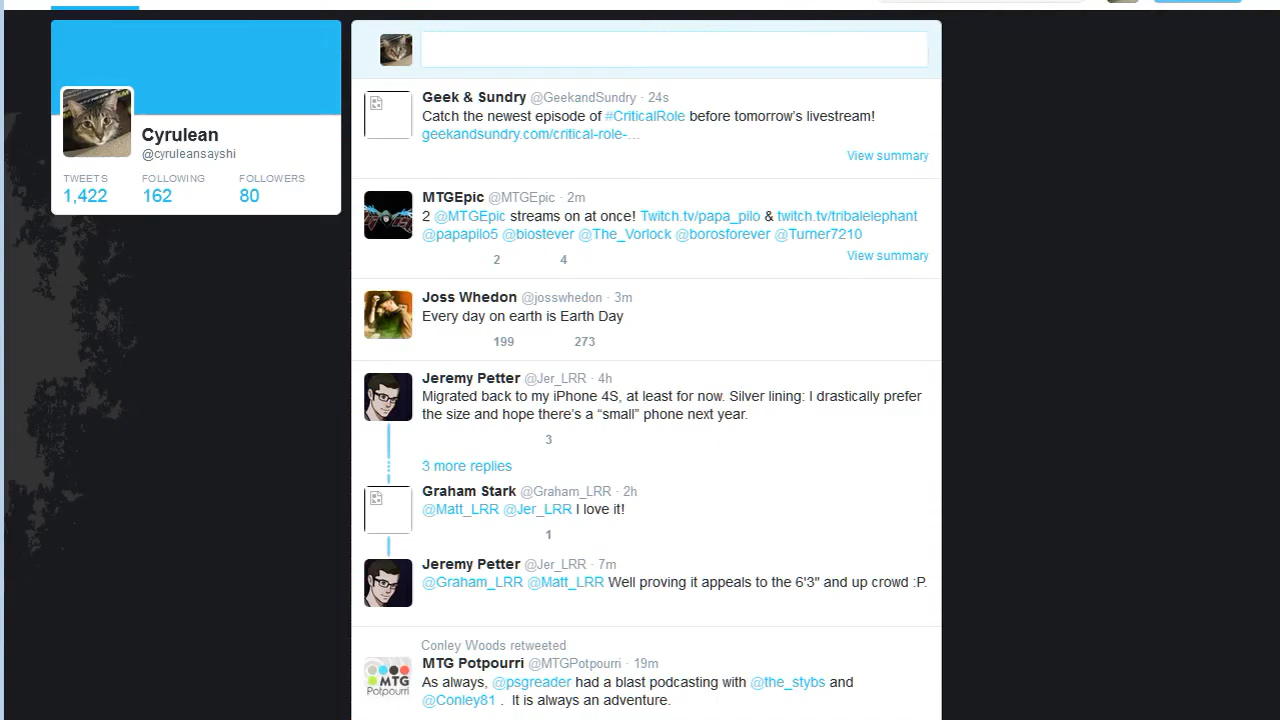 Cyrulean
@cyruleansayshi
TWEETS FOLLOWING FOLLOWERS
1,422 162 80
Geek & Sundry @GeekandSundry · 24s
Catch the newest episode of #CriticalRole before tomorrow's livestream!
geekandsundry.com/critical-role-...
View summary
MTGEpic @MTGEpic · 2m
2 @MTGEpic streams on at once! Twitch.tv/papa_pilo & twitch.tv/tribalelephant
@papapilo5 @biostever @The_Vorlock @borosforever @Turner7210
2 4 View summary
Joss Whedon @josswhedon · 3m
Every day on earth is Earth Day
199 273
Jeremy Petter @Jer_LRR · 4h
Migrated back to my iPhone 4S, at least for now. Silver lining: I drastically prefer
the size and hope there's a “small” phone next year.
3
3 more replies
Graham Stark @Graham_LRR · 2h
@Matt_LRR @Jer_LRR I love it!
1
Jeremy Petter @Jer_LRR · 7m
@Graham_LRR @Matt_LRR Well proving it appeals to the 6'3" and up crowd :P.
Conley Woods retweeted
MTG Potpourri @MTGPotpourri · 19m
As always, @psgreader had a blast podcasting with @the_stybs and
@Conley81 . It is always an adventure.
MTG
Potpourri